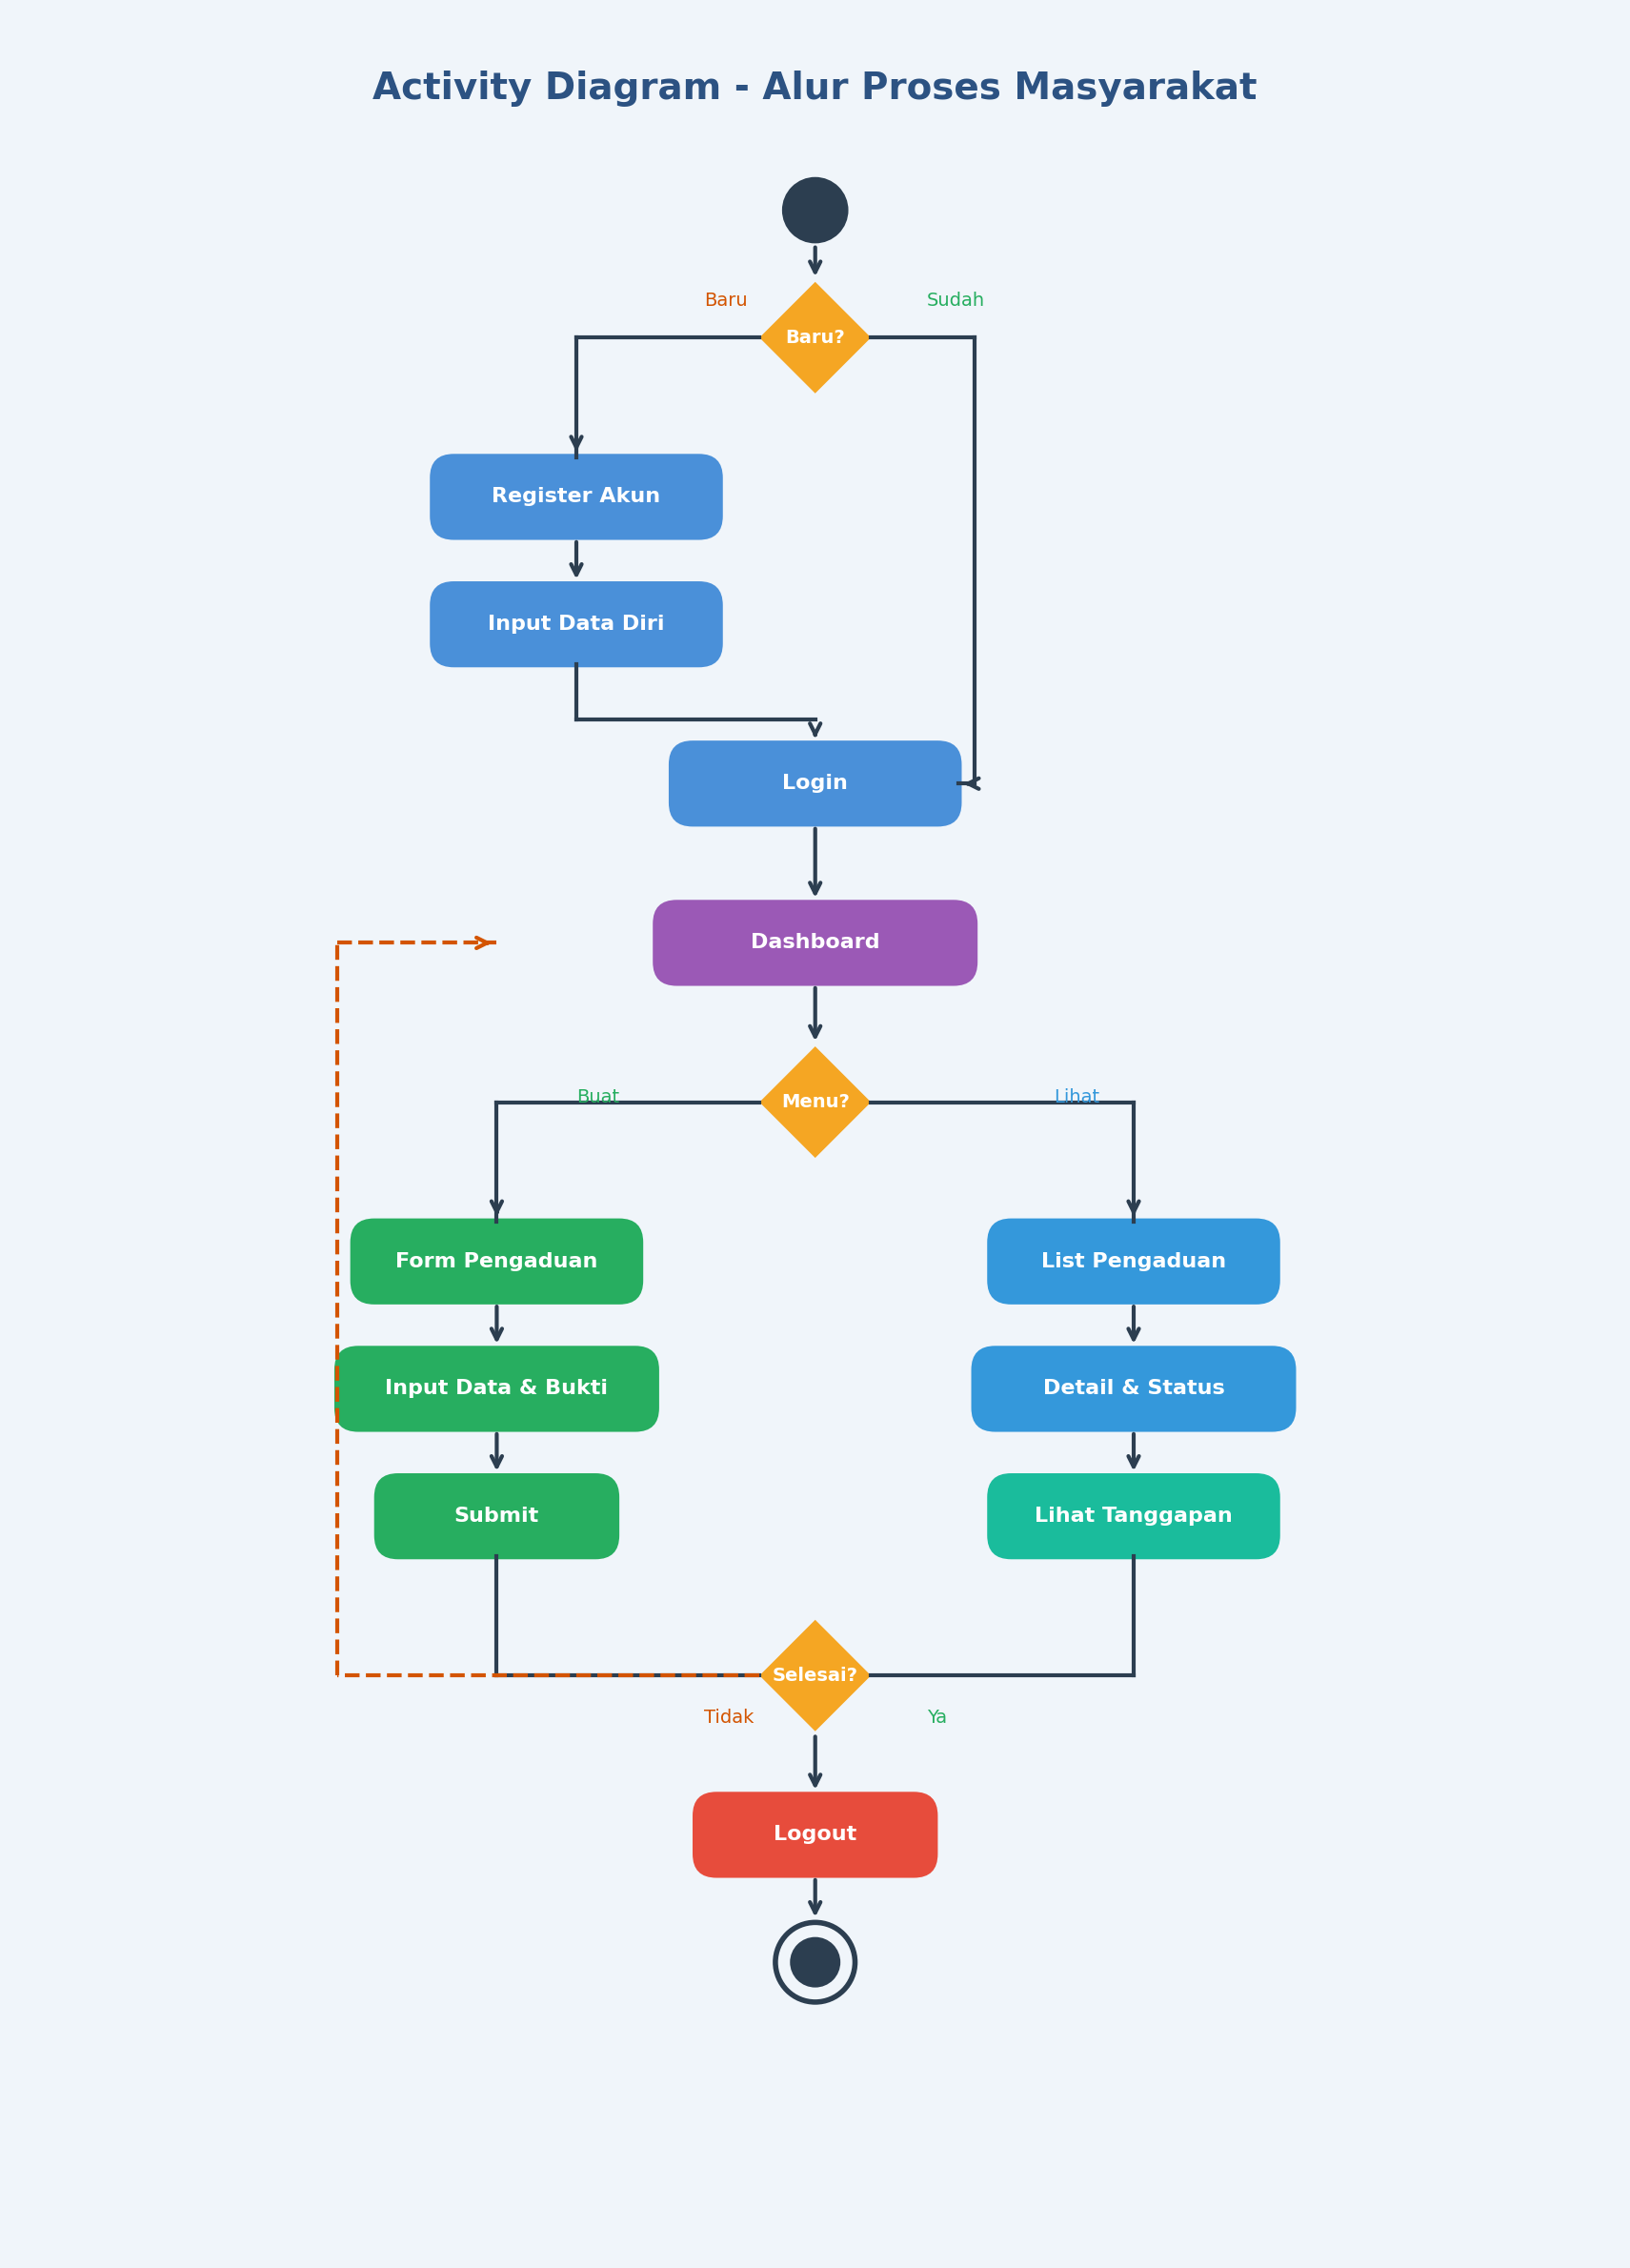 Activity Diagram - Alur Proses Masyarakat
Baru
Sudah
Baru?
Register Akun
Input Data Diri
Login
Dashboard
Buat
Menu?
Lihat
Form Pengaduan
List Pengaduan
Input Data & Bukti
Detail & Status
Submit
Lihat Tanggapan
Selesai?
Tidak
Ya
Logout